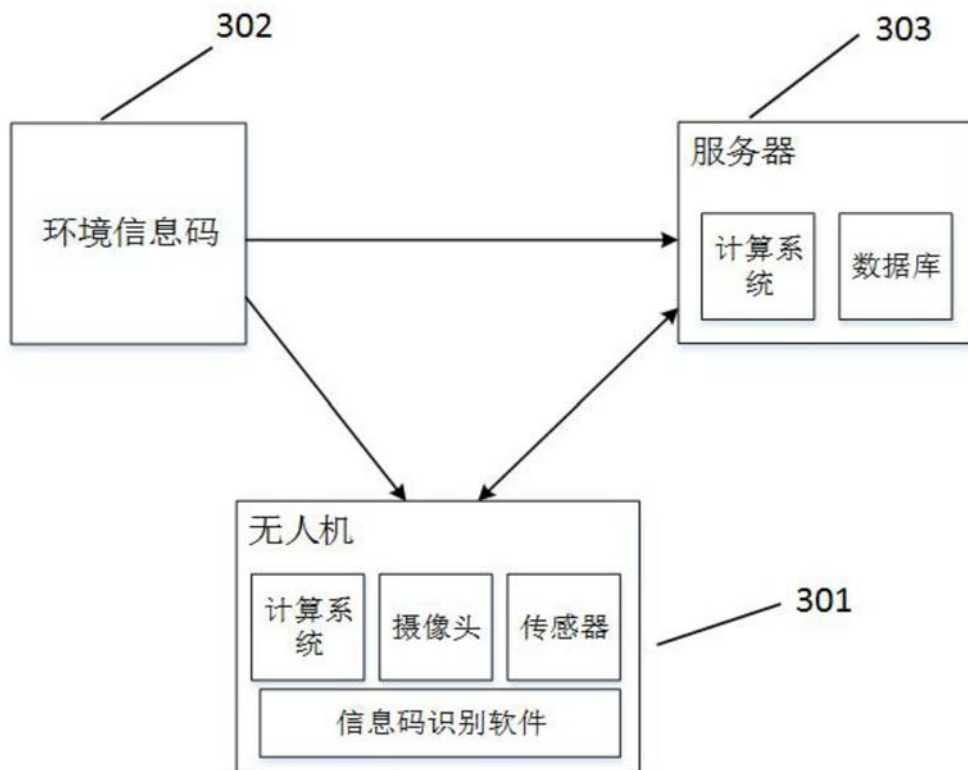 302
303
环境信息码
服务器
计算系
统
数据库
无人机
计算系
统
摄像头
传感器
信息码识别软件
301